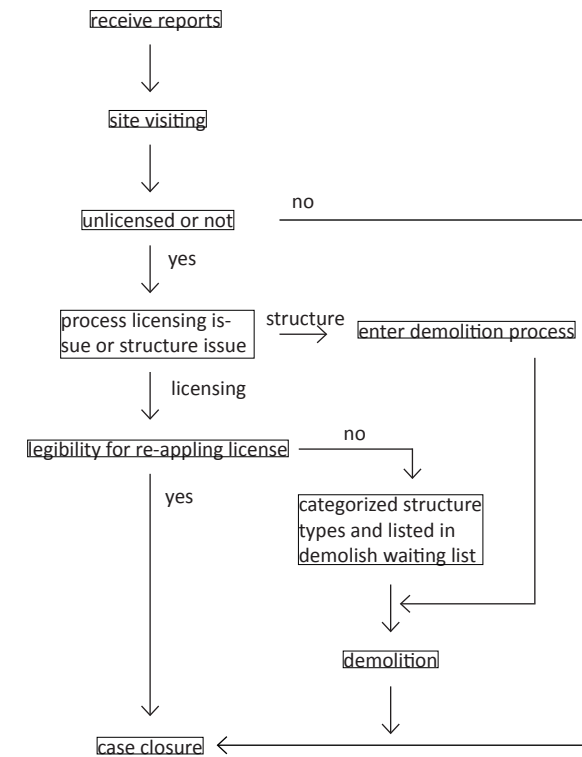 receive reports
site visiting
no
unlicensed or not
yes
process licensing is-
sue or structure issue
structure
enter demolition process
licensing
legibility for re-appling license
no
yes
categorized structure
types and listed in
demolish waiting list
demolition
case closure